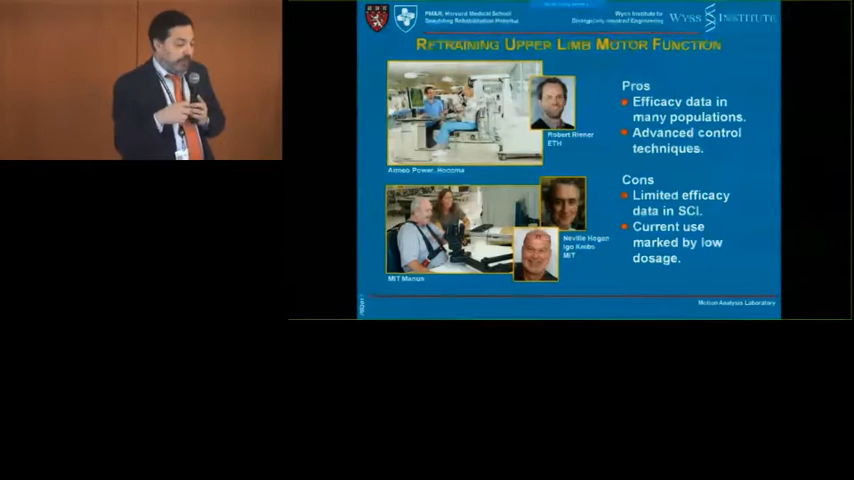 PM&R, Harvard Medical School
Spaulding Rehabilitation Hospital
Wyss Institute for
Biologically Inspired Engineering
WYSS INSTITUTE
RETRAINING UPPER LIMB MOTOR FUNCTION
Robert Riener
ETH
Armeo Power, Hocoma
Neville Hogan
Igo Krebs
MIT
MIT Manus
Pros
Efficacy data in
many populations.
Advanced control
techniques.
Cons
Limited efficacy
data in SCI.
Current use
marked by low
dosage.
Motion Analysis Laboratory